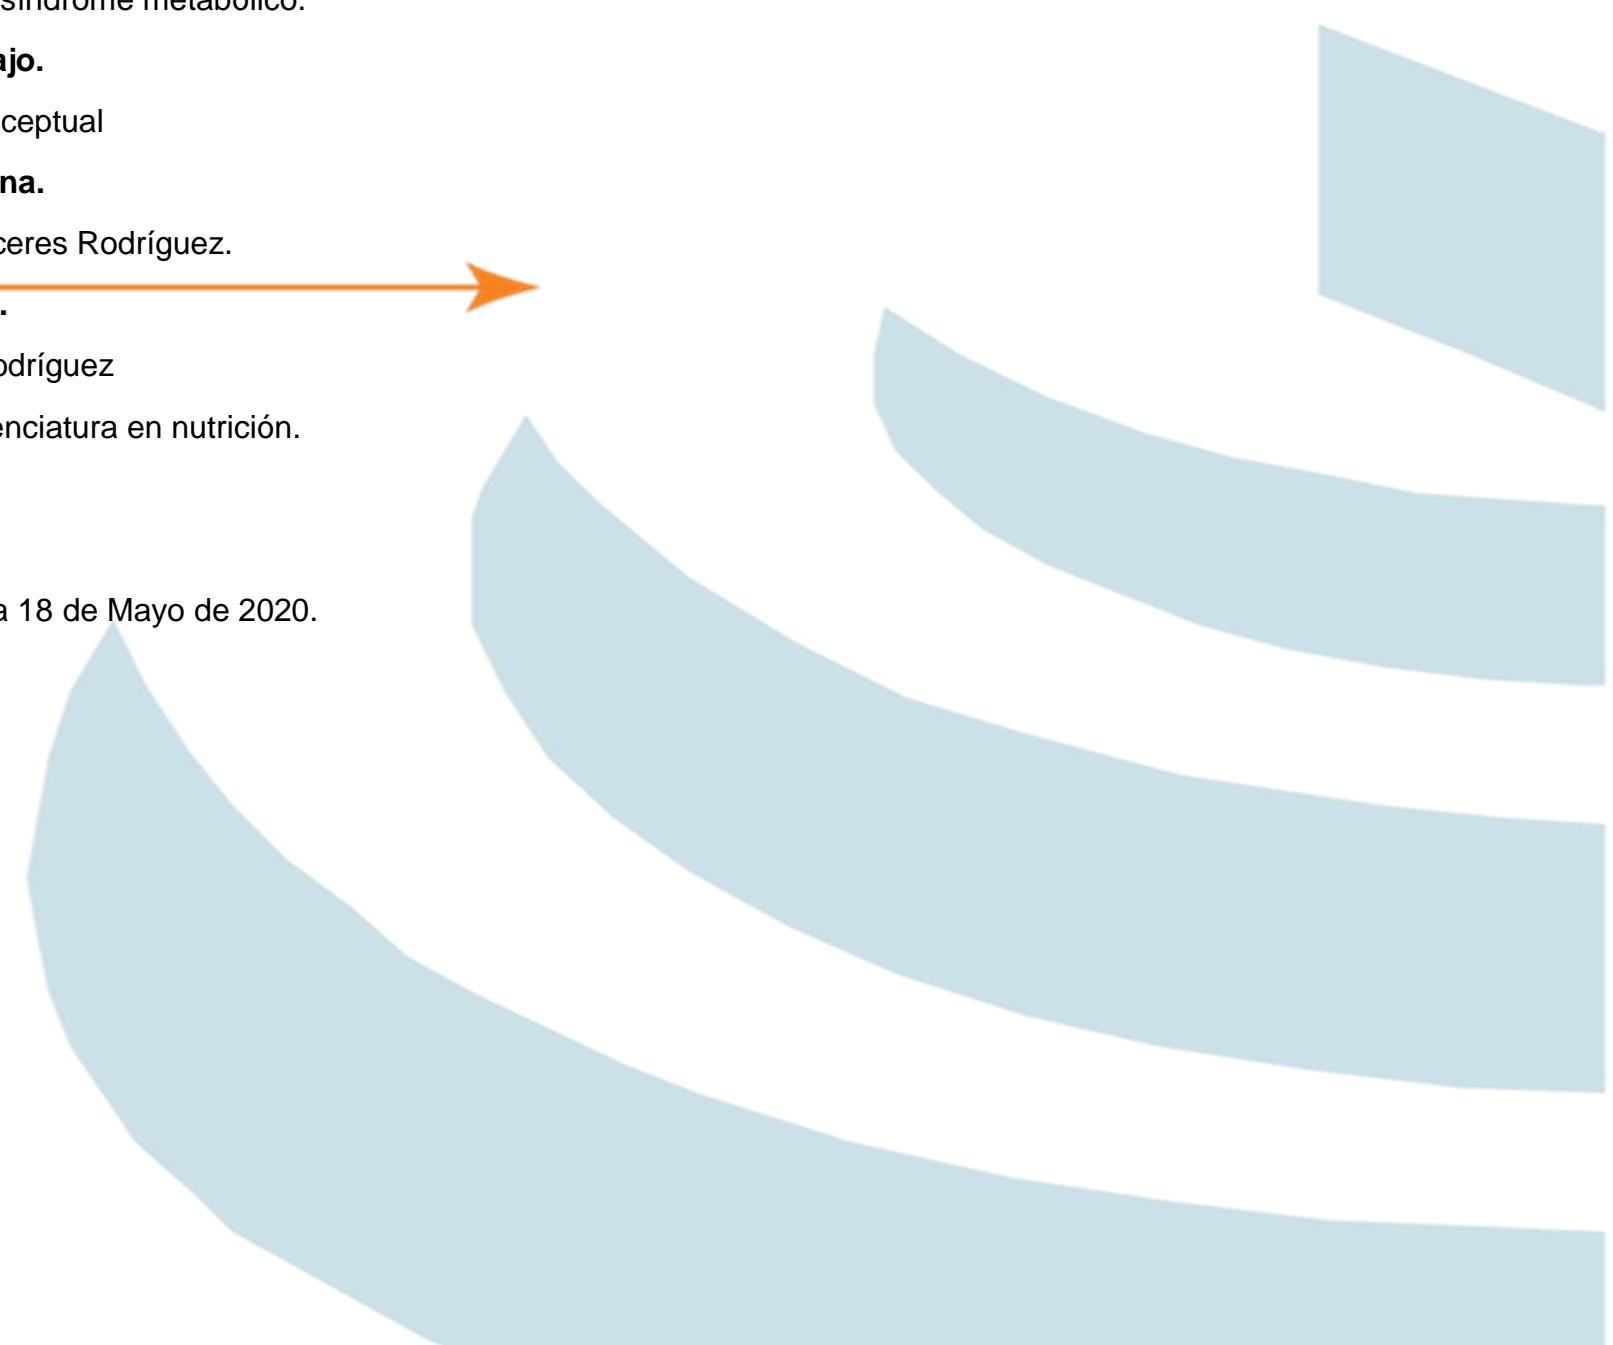 síndrome metabólico.
ajo.
ceptual
na.
ceres Rodríguez.
.
odríguez
enciatura en nutrición.
a 18 de Mayo de 2020.